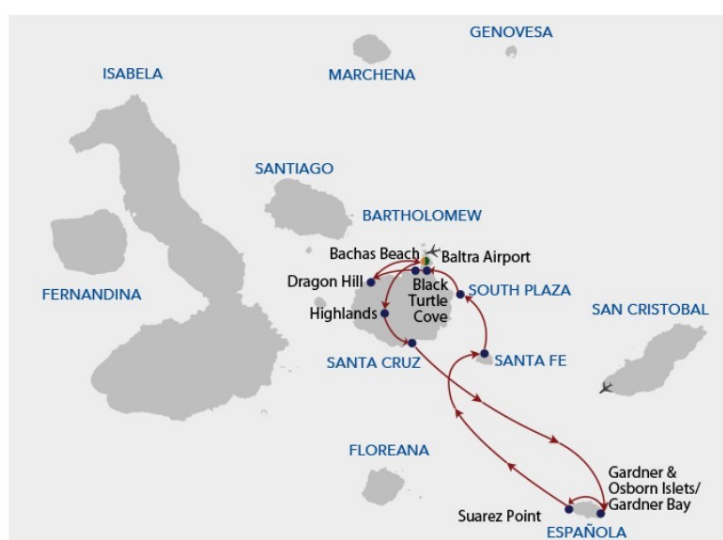 GENOVESA
ISABELA
MARCHENA
SANTIAGO
BARTHOLOMEW
Bachas Beach
Baltra Airport
Dragon Hill
Black
Turtle
Cove
SOUTH PLAZA
FERNANDINA
Highlands
SAN CRISTOBAL
SANTA CRUZ
SANTA FE
FLOREANA
Gardner &
Osborn Islets/
Gardner Bay
Suarez Point
ESPAÑOLA